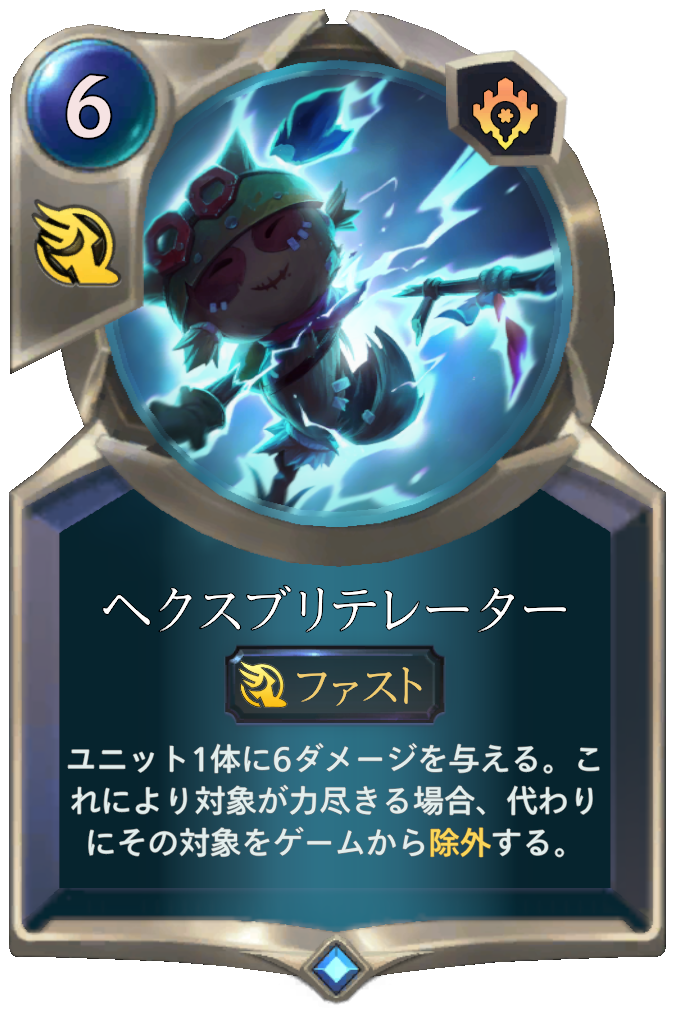 6
ヘクスブリテレーター
ファスト
ユニット1体に6ダメージを与える。こ
れにより対象が力尽きる場合、代わり
にその対象をゲームから除外する。